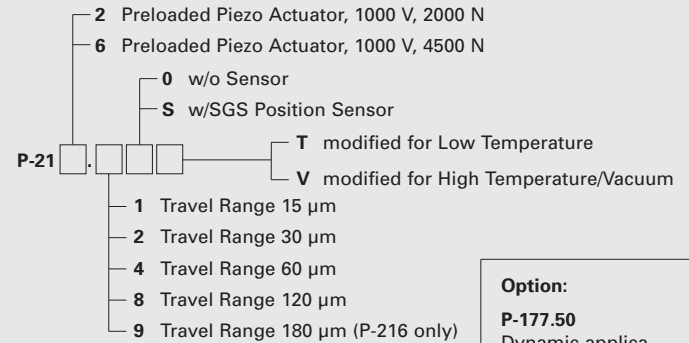 2 Preloaded Piezo Actuator, 1000 V, 2000 N
6 Preloaded Piezo Actuator, 1000 V, 4500 N
0 w/o Sensor
S w/SGS Position Sensor
T modified for Low Temperature
P-21 .
V modified for High Temperature/Vacuum
1 Travel Range 15 µm
2 Travel Range 30 µm
4 Travel Range 60 µm
8 Travel Range 120 µm
9 Travel Range 180 µm (P-216 only)
Option:
P-177.50
Dynamic applica